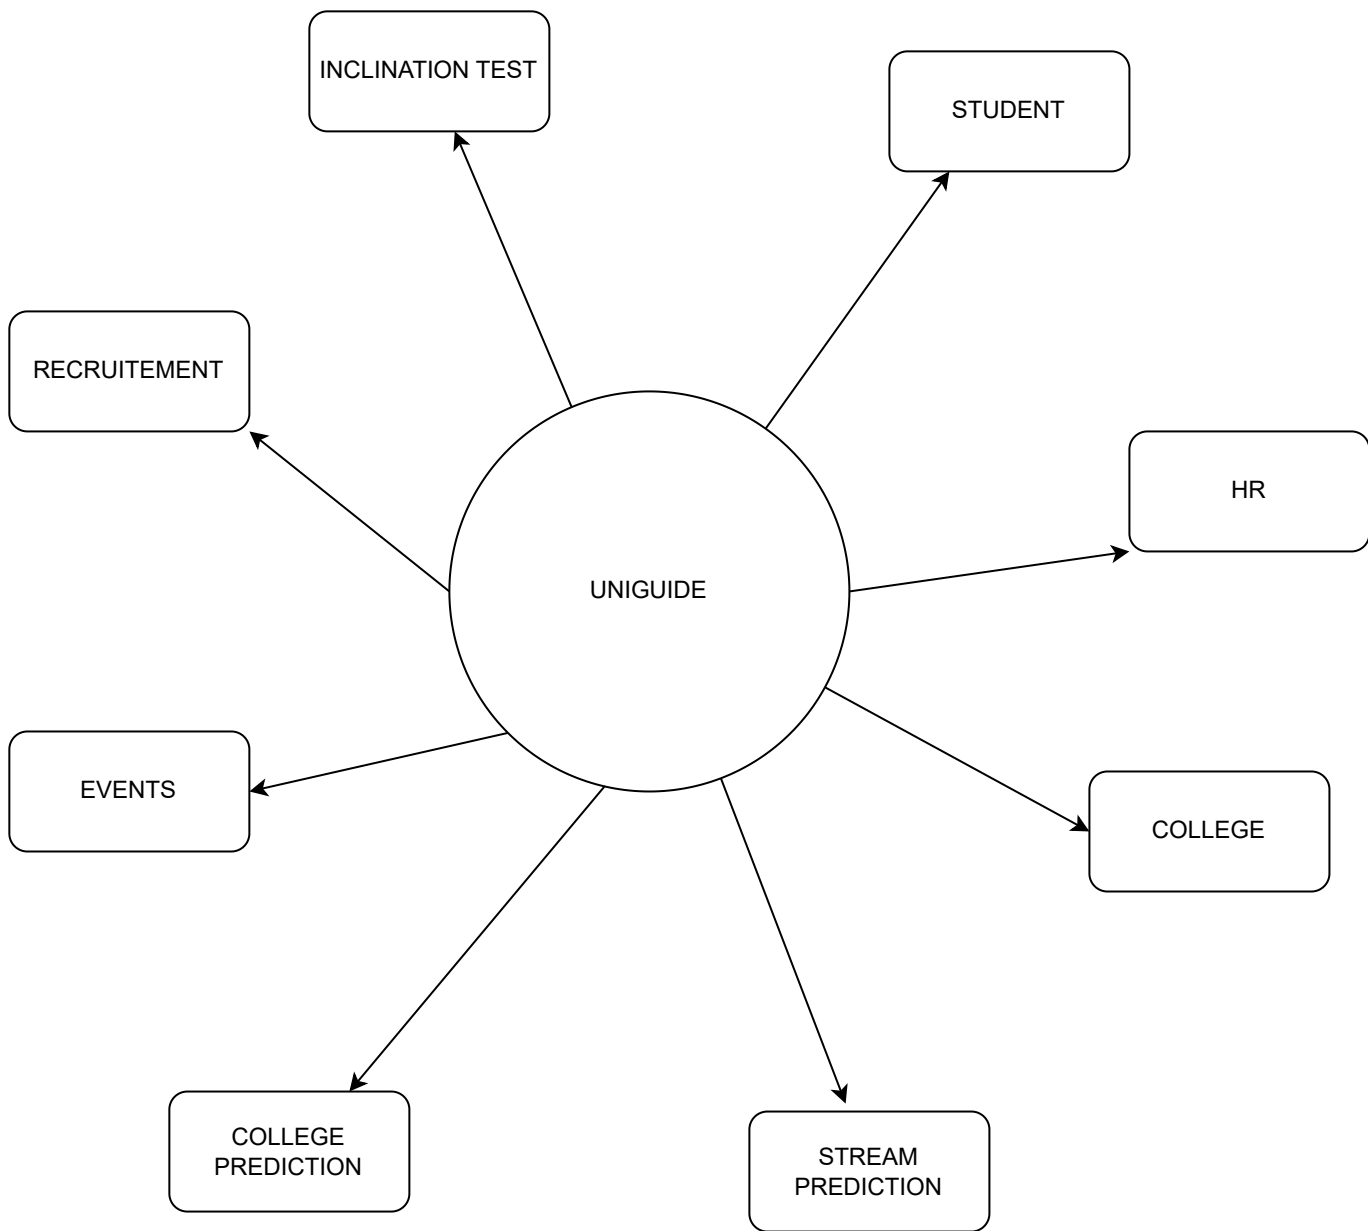 INCLINATION TEST
STUDENT
RECRUITEMENT
HR
UNIGUIDE
EVENTS
COLLEGE
COLLEGE
PREDICTION
STREAM
PREDICTION